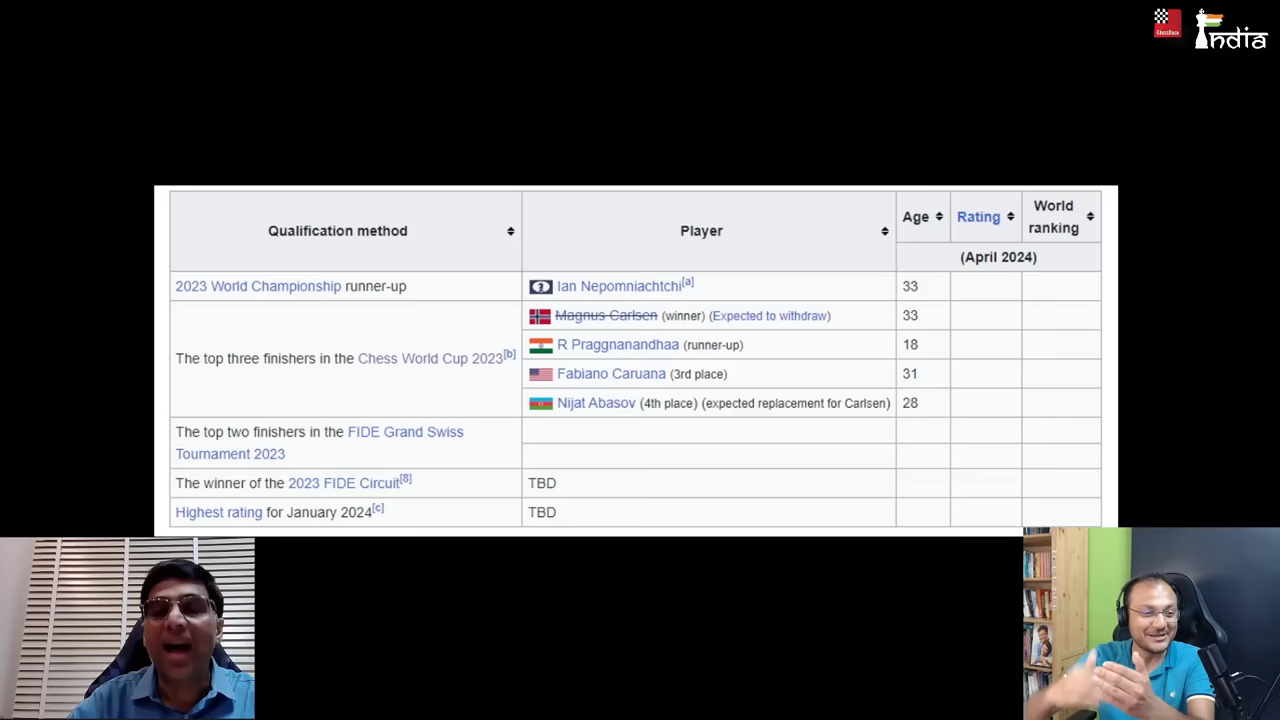 ChessBase
India
Qualification method
Player
Age
Rating
World
ranking
(April 2024)
2023 World Championship runner-up
Ian Nepomniachtchi[a]
33
Magnus Carlsen (winner) (Expected to withdraw)
33
The top three finishers in the Chess World Cup 2023[b]
R Praggnanandhaa (runner-up)
18
Fabiano Caruana (3rd place)
31
Nijat Abasov (4th place) (expected replacement for Carlsen)
28
The top two finishers in the FIDE Grand Swiss
Tournament 2023
The winner of the 2023 FIDE Circuit[8]
TBD
Highest rating for January 2024[c]
TBD